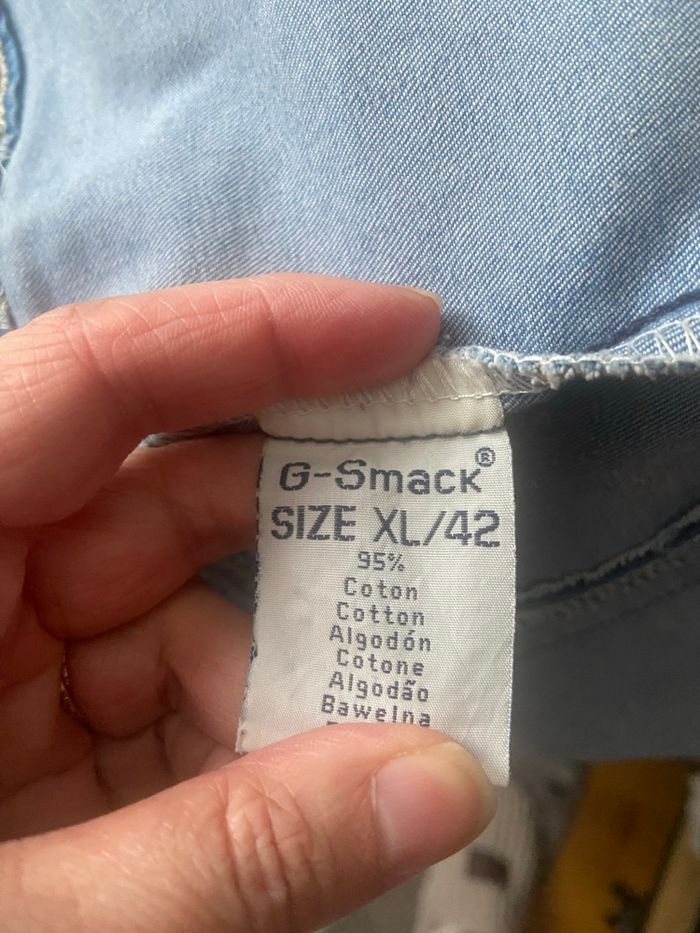 G-Smack®
SIZE XL/42
95%
Coton
Cotton
Algodón
Cotone
Algodão
Bawełna